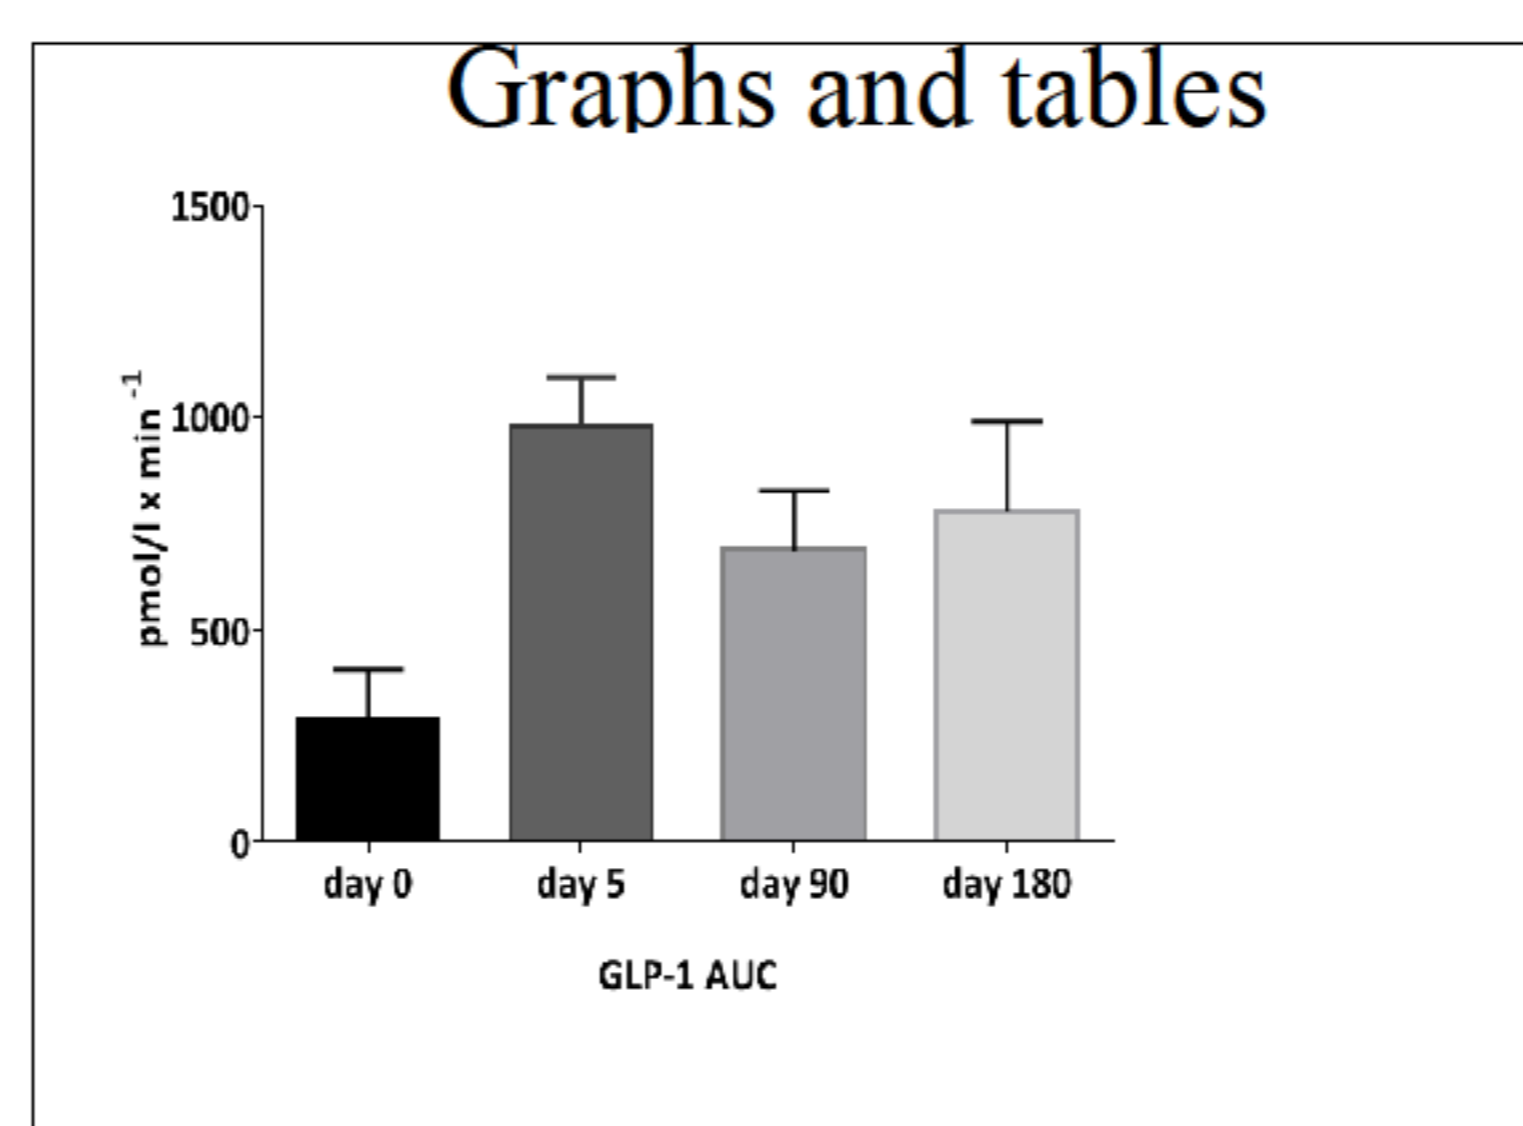 Graphs and tables
1500
1000
500
0
pmol/l x min -1
day 0 day 5 day 90 day 180
GLP-1 AUC